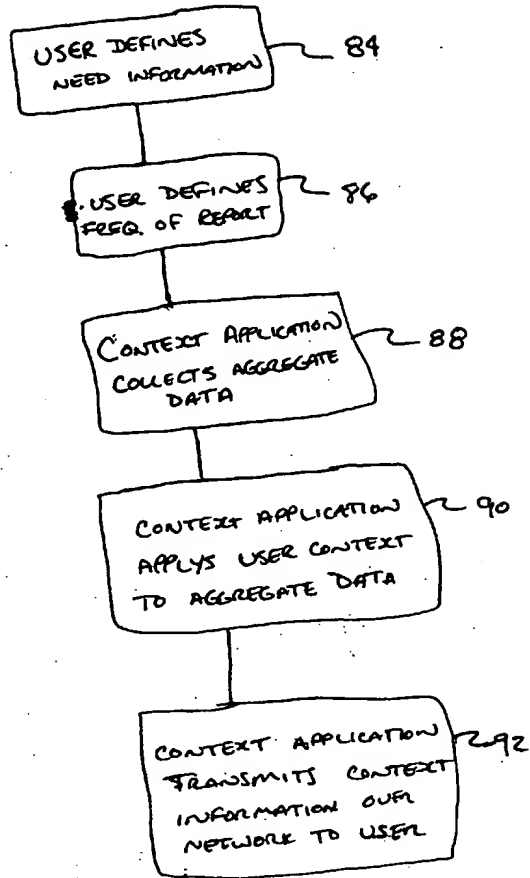 USER DEFINES
NEED INFORMATION
84
USER DEFINES
FREQ OF REPORT
86
CONTEXT APPLICATION
COLLECTS AGGREGATE
DATA
88
CONTEXT APPLICATION
APPLYS USER CONTEXT
TO AGGREGATE DATA
90
CONTEXT APPLICATION
TRANSMITS CONTEXT
INFORMATION OVER
NETWORK TO USER
92